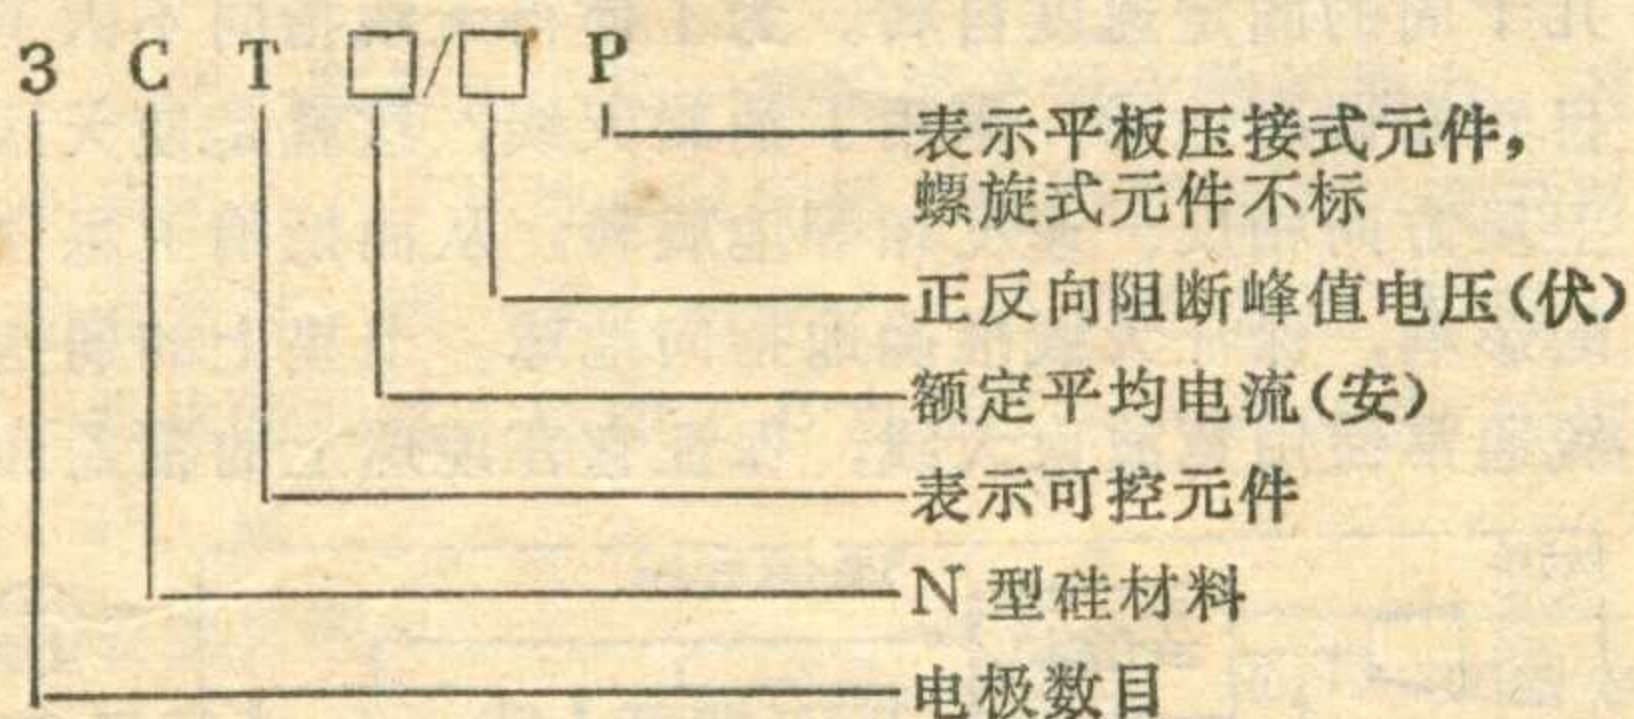 3 C T □/□ P
表示平板压接式元件，
螺旋式元件不标
正反向阻断峰值电压(伏)
额定平均电流(安)
表示可控元件
N 型硅材料
电极数目